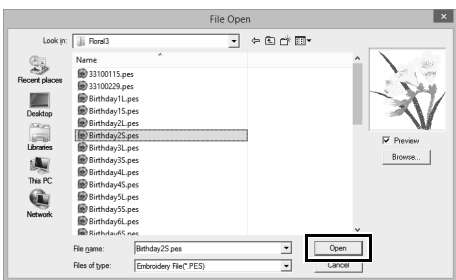 File Open
Look in: Floral3
Name
33100115.pes
33100229.pes
Birthday1L.pes
Birthday1S.pes
Birthday2L.pes
Birthday2S.pes
Birthday3L.pes
Birthday3S.pes
Birthday4L.pes
Birthday4S.pes
Birthday5L.pes
Birthday5S.pes
Birthday6L.pes
Birthday6S.pes
Recent places
Desktop
Libraries
This PC
Network
Preview
Browse...
File name: Birthday2S.pes
Open
Files of type: Embroidery File(*.PES)
Cancel